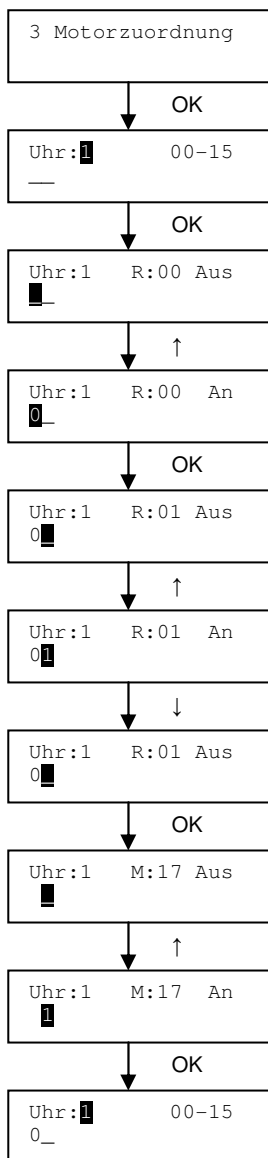 3 Motorzuordnung
OK
Uhr:1 00-15
__
OK
Uhr:1 R:00 Aus
__
↑
Uhr:1 R:00 An
0_
OK
Uhr:1 R:01 Aus
0_
↑
Uhr:1 R:01 An
01
↓
Uhr:1 R:01 Aus
0_
OK
Uhr:1 M:17 Aus
_
↑
Uhr:1 M:17 An
1
OK
Uhr:1 00-15
0_